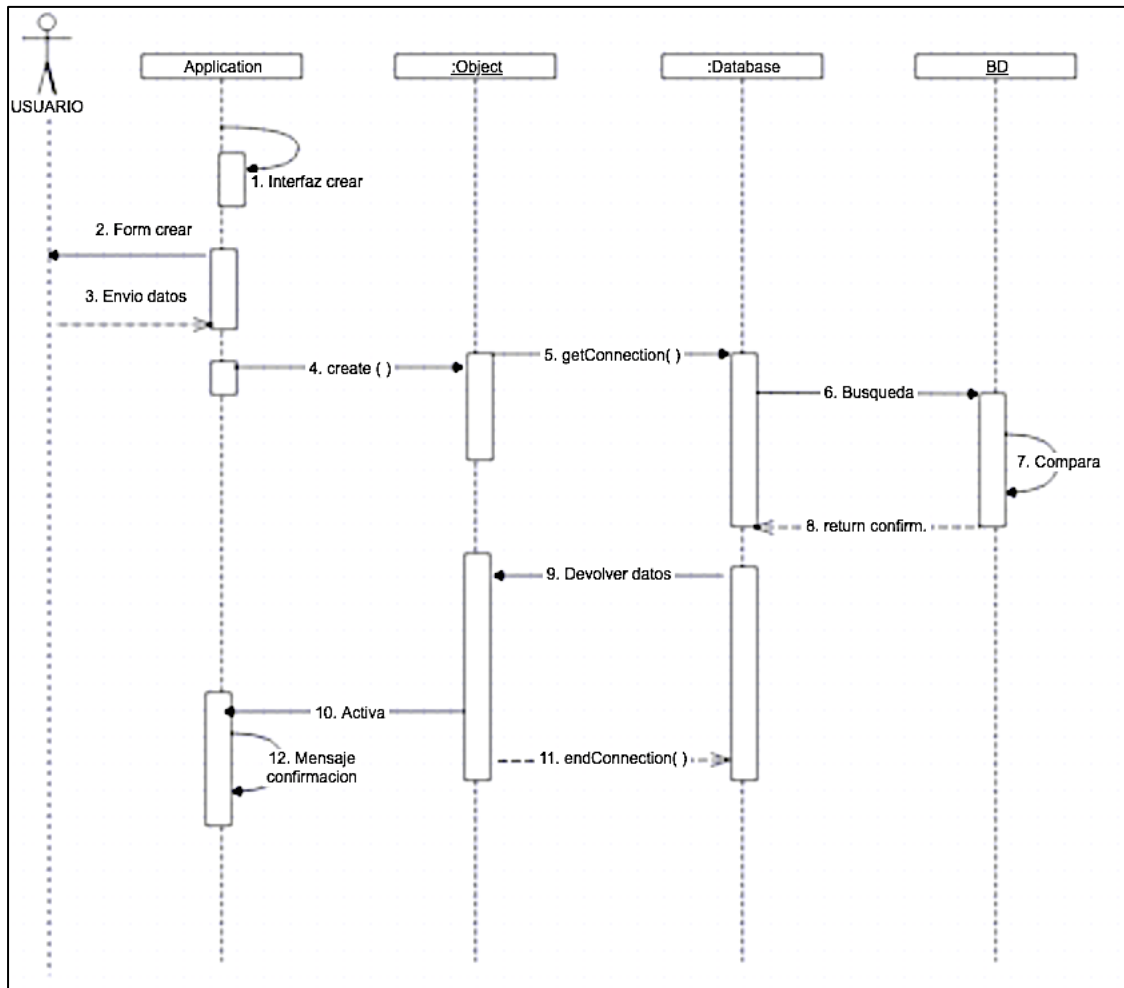 USUARIO
Application
:Object
:Database
BD
1. Interfaz crear
2. Form crear
3. Envio datos
4. create ( )
5. getConnection( )
6. Busqueda
7. Compara
8. return confirm.
9. Devolver datos
10. Activa
11. endConnection( )
12. Mensaje
confirmacion